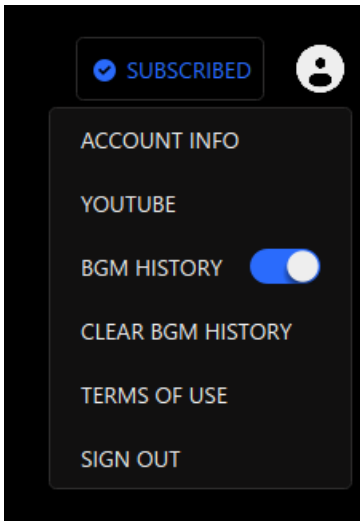 SUBSCRIBED
ACCOUNT INFO
YOUTUBE
BGM HISTORY
CLEAR BGM HISTORY
TERMS OF USE
SIGN OUT